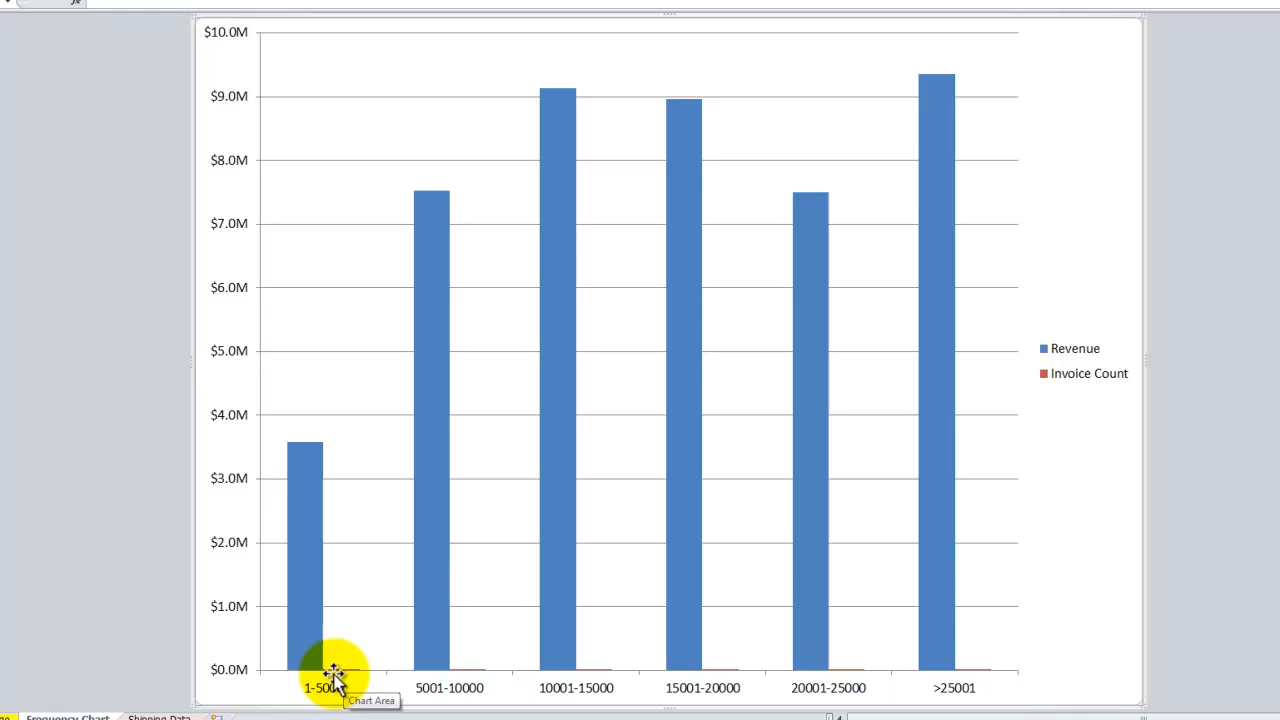 $10.0M
$9.0M
$8.0M
$7.0M
$6.0M
$5.0M
$4.0M
$3.0M
$2.0M
$1.0M
$0.0M
Revenue
Invoice Count
5001-10000 10001-15000 15001-20000 20001-25000 >25001
Chart Area
Frequency Chart Shipping Data